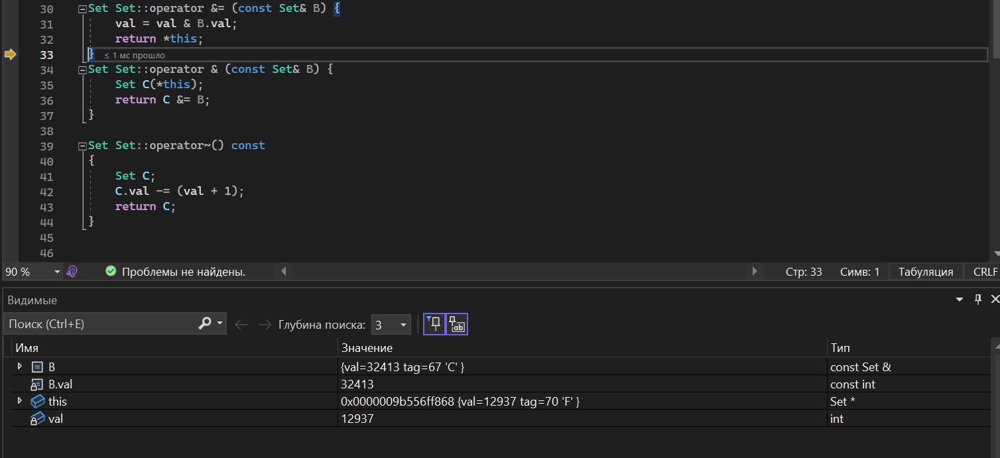 30 Set Set::operator &= (const Set& B) {
31 val = val & B.val;
32 return *this;
33 } ≤ 1 мс прошло
34 Set Set::operator & (const Set& B) {
35 Set C(*this);
36 return C &= B;
37 }
38
39 Set Set::operator~() const
40 {
41 Set C;
42 C.val -= (val + 1);
43 return C;
44 }
45
46
90 % Проблемы не найдены. Стр: 33 Симв: 1 Табуляция CRLF
Видимые
Поиск (Ctrl+E) Глубина поиска: 3
Имя Значение Тип
B {val=32413 tag=67 'C' } const Set &
B.val 32413 const int
this 0x0000009b556ff868 {val=12937 tag=70 'F' } Set *
val 12937 int